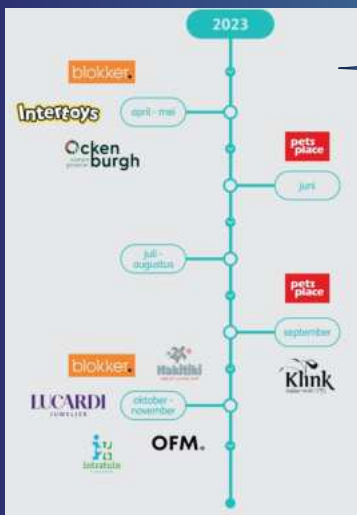 2023
blokker.
Intertoys
april - mei
Ocken
burgh
pets
place
juni
juli -
augustus
pets
place
september
blokker.
Hakitiki
Klink
LUCARDI
JUWELIER
oktober -
november
intratuin
OFM.